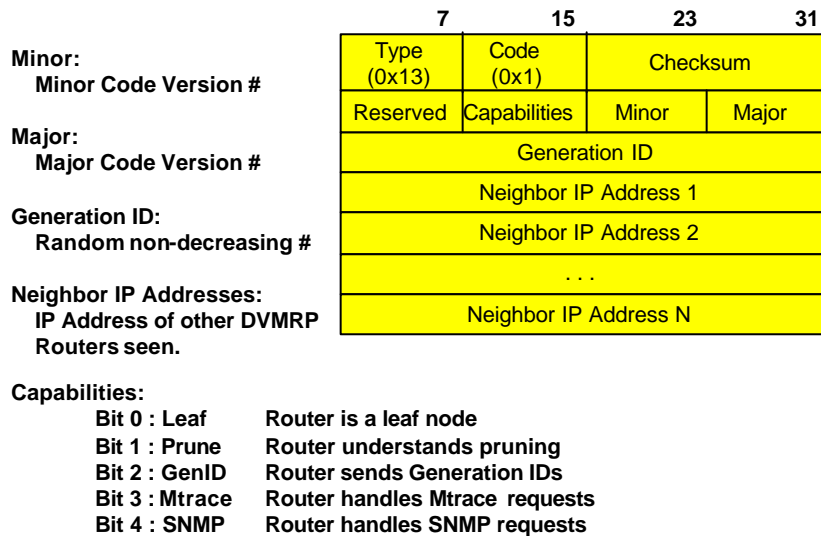 7 15 23 31
Minor:
Minor Code Version #
Major:
Major Code Version #
Generation ID:
Random non-decreasing #
Neighbor IP Addresses:
IP Address of other DVMRP
Routers seen.
Type
(0x13)
Code
(0x1)
Checksum
Reserved Capabilities Minor Major
Generation ID
Neighbor IP Address 1
Neighbor IP Address 2
. . .
Neighbor IP Address N
Capabilities:
Bit 0 : Leaf Router is a leaf node
Bit 1 : Prune Router understands pruning
Bit 2 : GenID Router sends Generation IDs
Bit 3 : Mtrace Router handles Mtrace requests
Bit 4 : SNMP Router handles SNMP requests